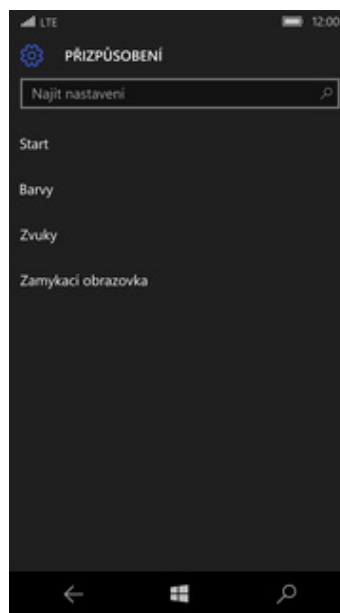 LTE 12:00
PŘIZPŮSOBENÍ
Najít nastavení
Start
Barvy
Zvuky
Zamykací obrazovka